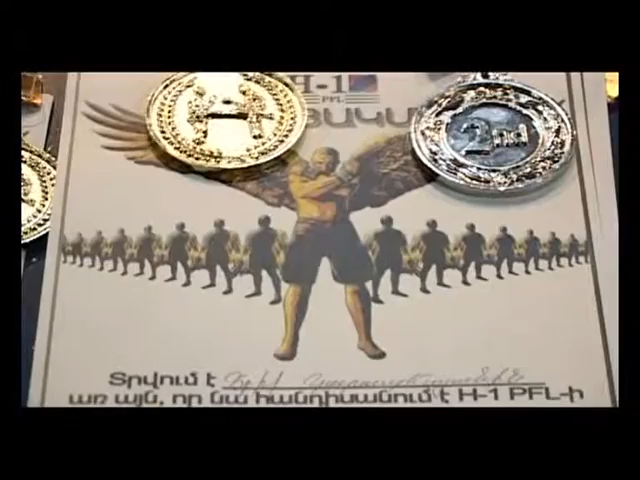 H-1
PFL
2nd
Տրվում է
առ այն, որ նա հանդիսանում է H-1 PFL-ի